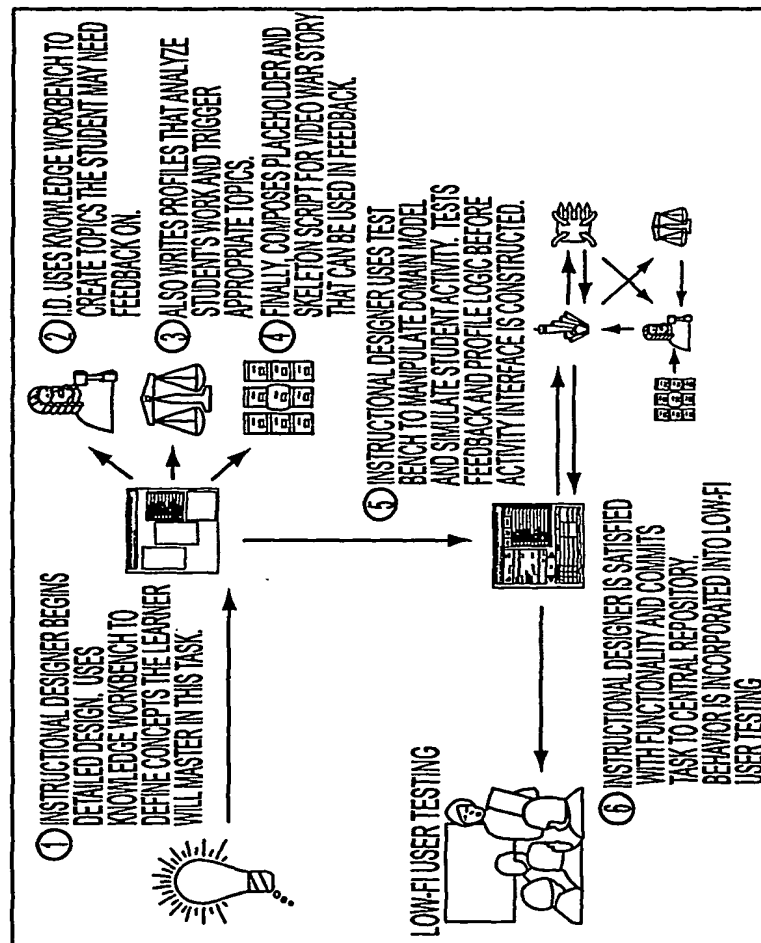 ① INSTRUCTIONAL DESIGNER BEGINS
DETAILED DESIGN. USES
KNOWLEDGE WORKBENCH TO
DEFINE CONCEPTS THE LEARNER
WILL MASTER IN THIS TASK.
② I.D. USES KNOWLEDGE WORKBENCH TO
CREATE TOPICS THE STUDENT MAY NEED
FEEDBACK ON.
③ ALSO WRITES PROFILES THAT ANALYZE
STUDENT'S WORK AND TRIGGER
APPROPRIATE TOPICS.
④ FINALLY, COMPOSES PLACEHOLDER AND
SKELETON SCRIPT FOR VIDEO WAR STORY
THAT CAN BE USED IN FEEDBACK.
⑤ INSTRUCTIONAL DESIGNER USES TEST
BENCH TO MANIPULATE DOMAIN MODEL
AND SIMULATE STUDENT ACTIVITY. TESTS
FEEDBACK AND PROFILE LOGIC BEFORE
ACTIVITY INTERFACE IS CONSTRUCTED.
LOW-FI USER TESTING
⑥ INSTRUCTIONAL DESIGNER IS SATISFIED
WITH FUNCTIONALITY AND COMMITS
TASK TO CENTRAL REPOSITORY.
BEHAVIOR IS INCORPORATED INTO LOW-FI
USER TESTING